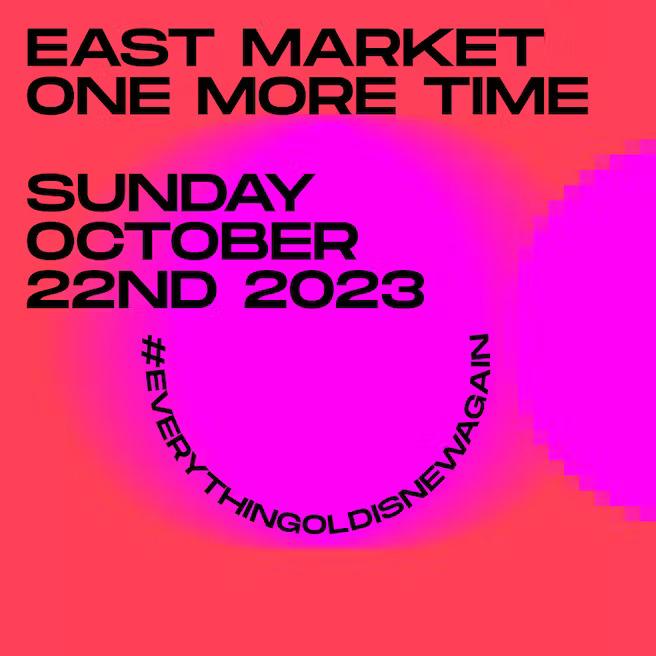 EAST MARKET
ONE MORE TIME
SUNDAY
OCTOBER
22ND 2023
#EVERYTHINGOLDISNEWAGAIN